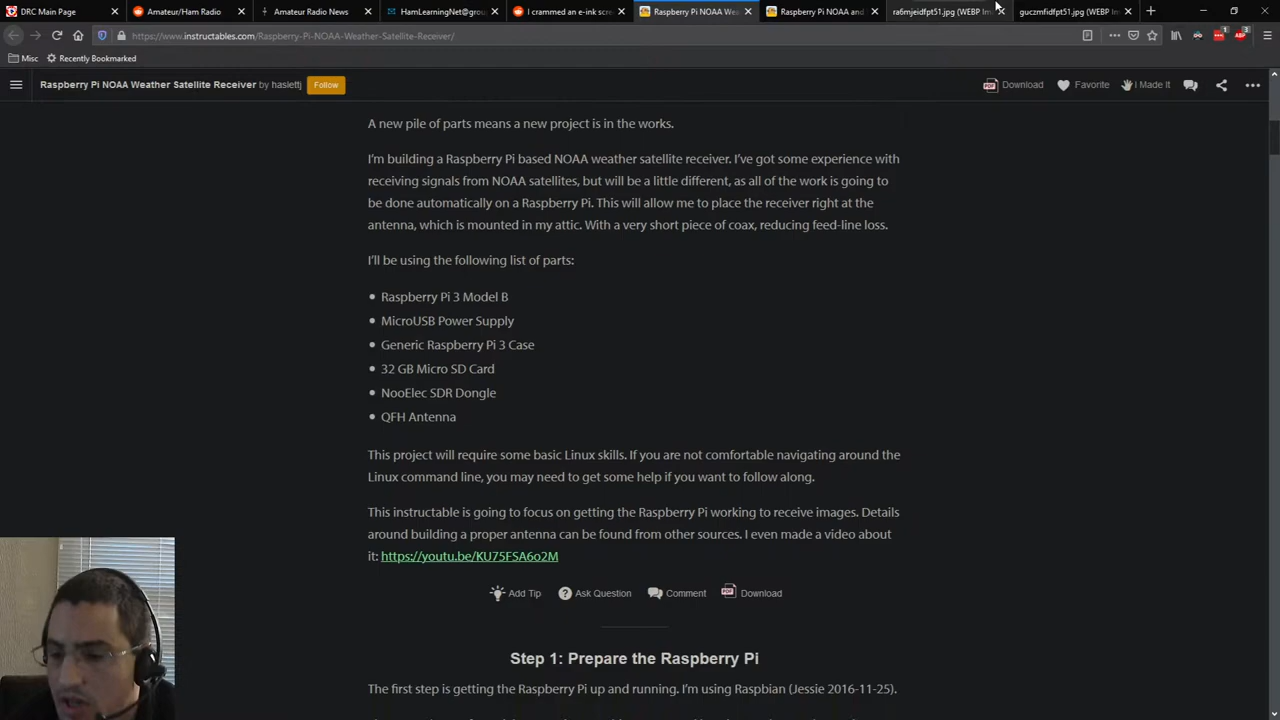 DRC Main Page
Amateur/Ham Radio
Amateur Radio News
HamLearningNet@grou
I crammed an e-ink scre
Raspberry Pi NOAA Wea
Raspberry Pi NOAA and
ra6mjeidfpt51.jpg (WEBP Im
guczmfidfpt51.jpg (WEBP Im
https://www.instructables.com/Raspberry-Pi-NOAA-Weather-Satellite-Receiver/
Misc Recently Bookmarked
Raspberry Pi NOAA Weather Satellite Receiver by haslettj Follow Download Favorite I Made It
A new pile of parts means a new project is in the works.
I'm building a Raspberry Pi based NOAA weather satellite receiver. I've got some experience with
receiving signals from NOAA satellites, but will be a little different, as all of the work is going to
be done automatically on a Raspberry Pi. This will allow me to place the receiver right at the
antenna, which is mounted in my attic. With a very short piece of coax, reducing feed-line loss.
I'll be using the following list of parts:
• Raspberry Pi 3 Model B
• MicroUSB Power Supply
• Generic Raspberry Pi 3 Case
• 32 GB Micro SD Card
• NooElec SDR Dongle
• QFH Antenna
This project will require some basic Linux skills. If you are not comfortable navigating around the
Linux command line, you may need to get some help if you want to follow along.
This instructable is going to focus on getting the Raspberry Pi working to receive images. Details
around building a proper antenna can be found from other sources. I even made a video about
it: https://youtu.be/KU75FSA6o2M
Add Tip Ask Question Comment Download
Step 1: Prepare the Raspberry Pi
The first step is getting the Raspberry Pi up and running. I'm using Raspbian (Jessie 2016-11-25).